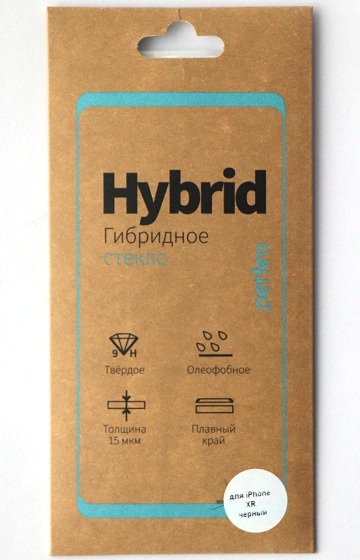 Hybrid
Гибридное
стекло
perfeo
9H
Твёрдое
Олеофобное
Толщина
15 мкм
Плавный
край
для iPhone
XR
черный